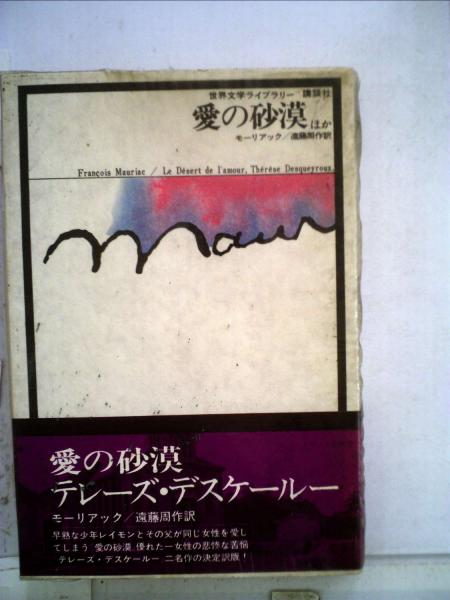 世界文学ライブラリー 講談社
愛の砂漠 ほか
モーリアック／遠藤周作訳
François Mauriac / Le Désert de l'amour, Thérèse Desqueyroux
Maur
愛の砂漠
テレーズ・デスケールー
モーリアック／遠藤周作訳
早熟な少年レイモンとその父が同じ女性を愛し
てしまう「愛の砂漠」優れた一女性の悲惨な苦悩
「テレーズ・デスケールー」二名作の決定訳版！